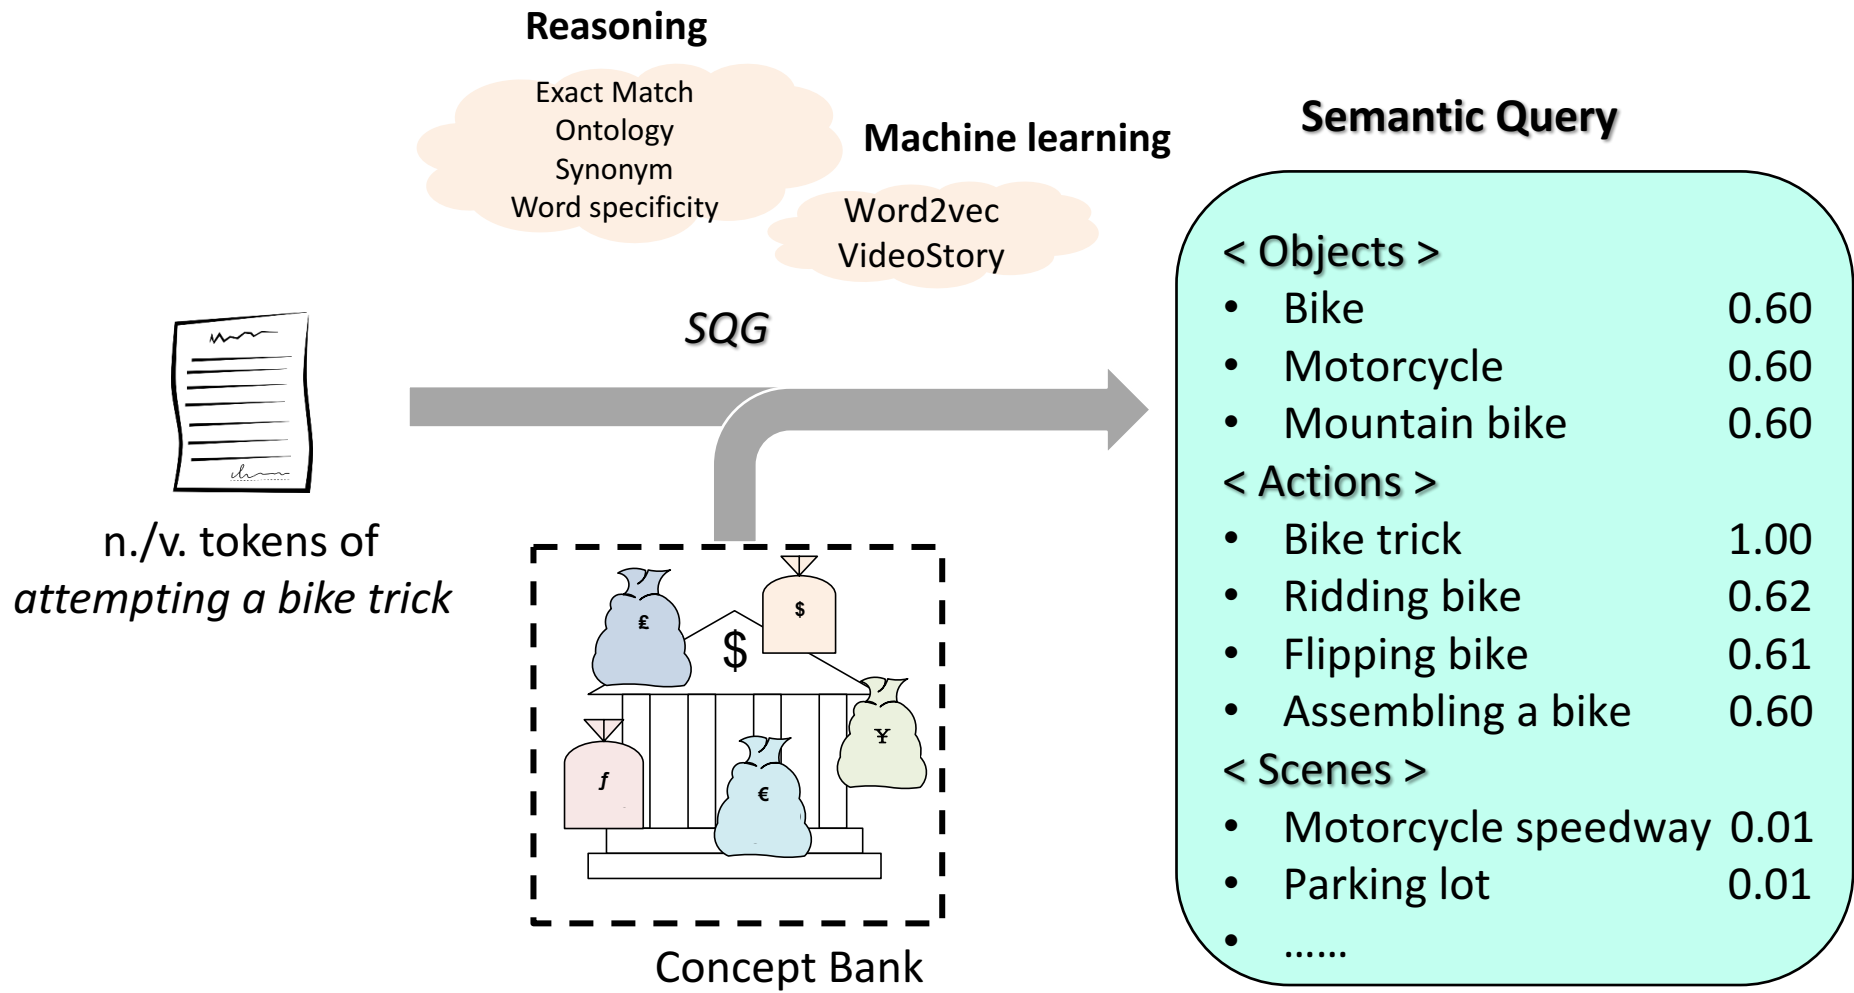 Reasoning
Exact Match
Ontology
Synonym
Word specificity
Machine learning
Word2vec
VideoStory
SQG
n./v. tokens of
attempting a bike trick
$
£
$
¥
ƒ
€
Concept Bank
Semantic Query
< Objects >
• Bike 0.60
• Motorcycle 0.60
• Mountain bike 0.60
< Actions >
• Bike trick 1.00
• Ridding bike 0.62
• Flipping bike 0.61
• Assembling a bike 0.60
< Scenes >
• Motorcycle speedway 0.01
• Parking lot 0.01
• ......